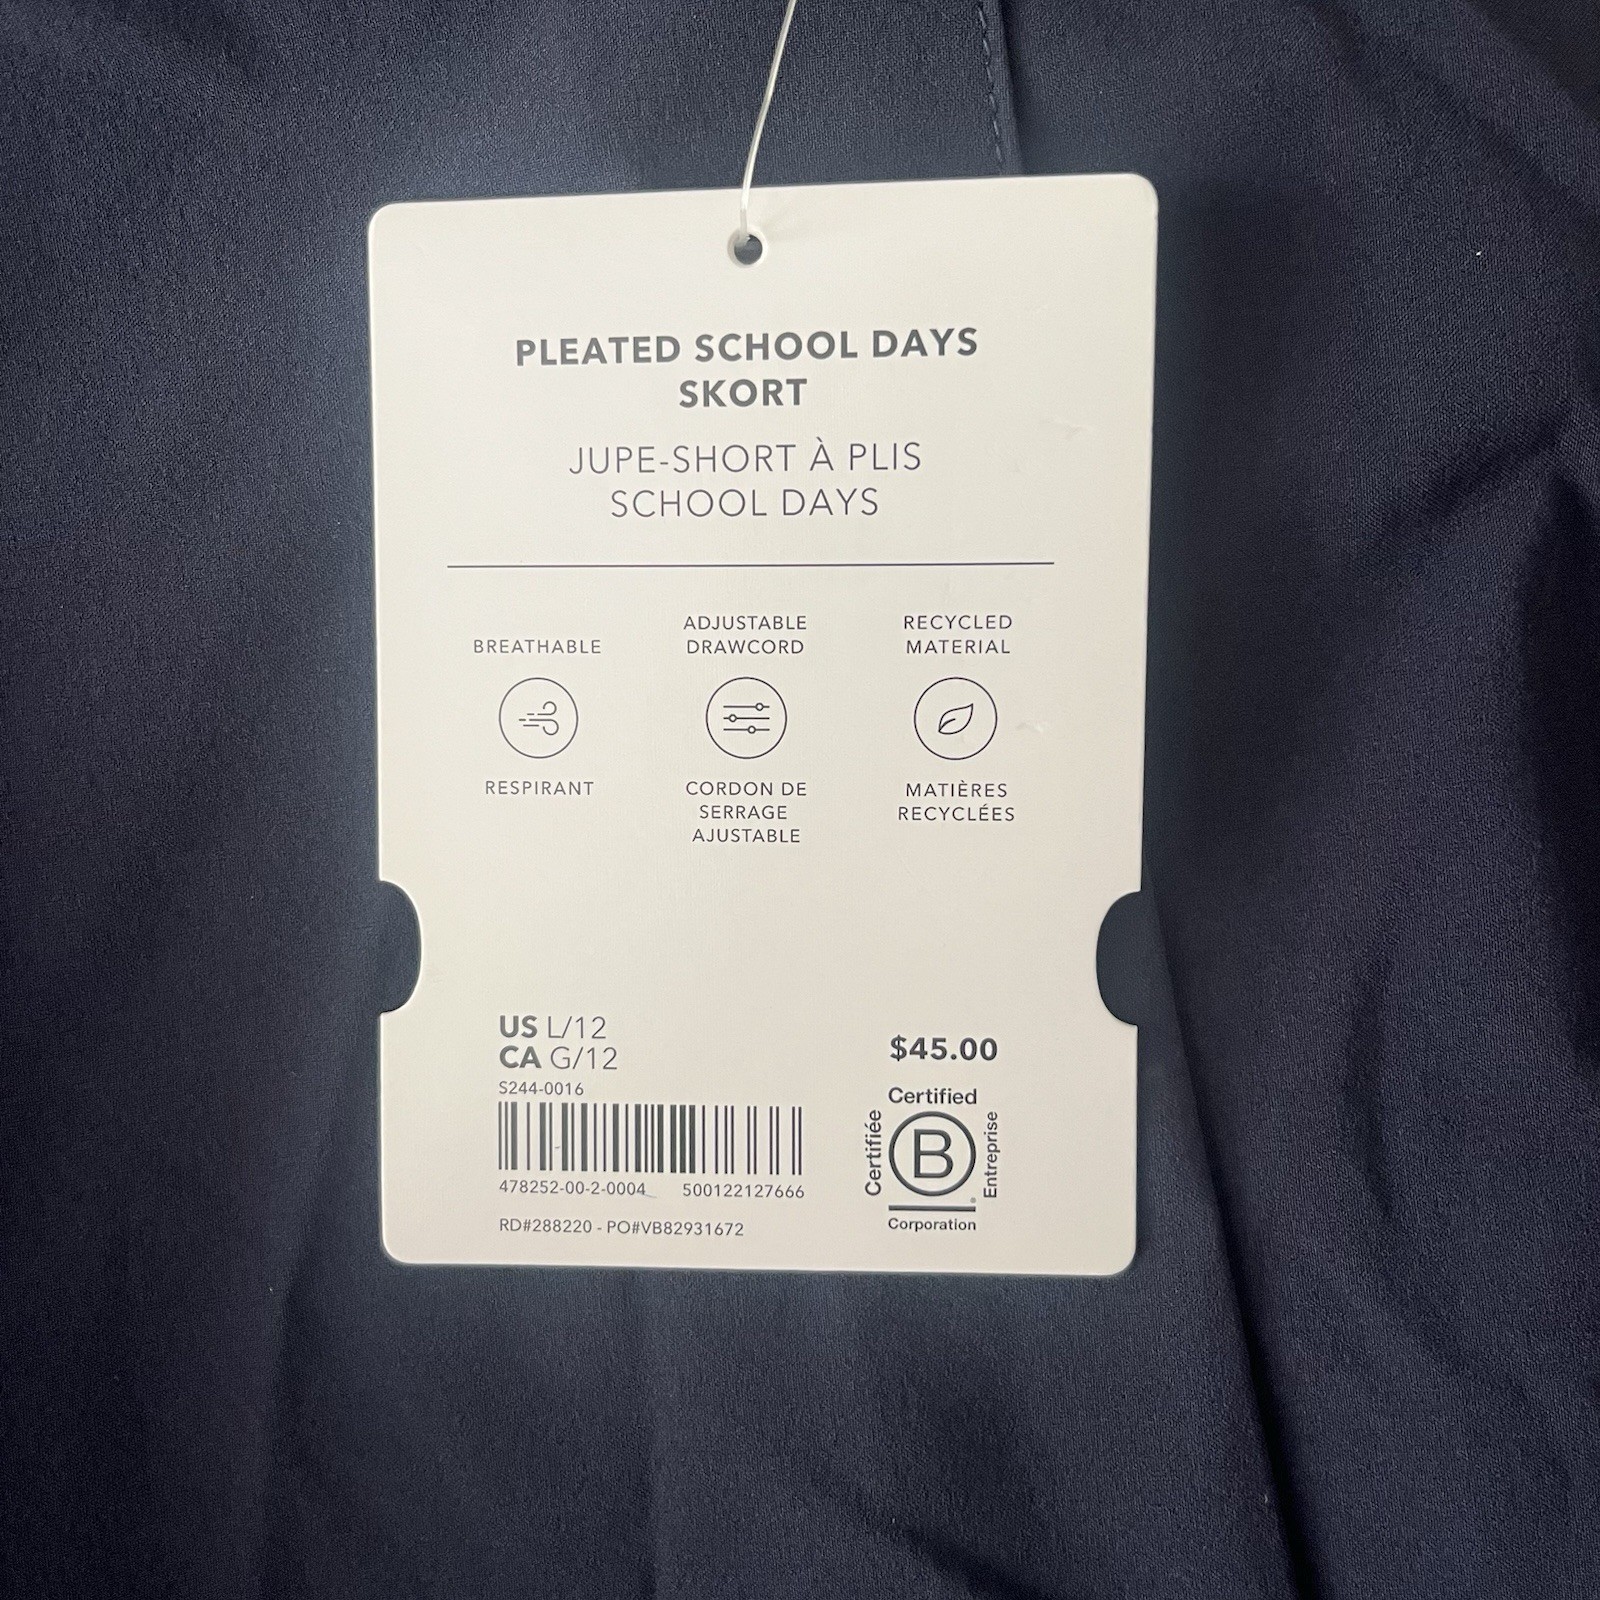 PLEATED SCHOOL DAYS
SKORT
JUPE-SHORT À PLIS
SCHOOL DAYS
BREATHABLE
RESPIRANT
ADJUSTABLE
DRAWCORD
CORDON DE
SERRAGE
AJUSTABLE
RECYCLED
MATERIAL
MATIÈRES
RECYCLÉES
US L/12
CA G/12
S244-0016
478252-00-2-0004 500122127666
RD#288220 - PO#VB82931672
$45.00
Certified
Certifiée
B
Entreprise
Corporation